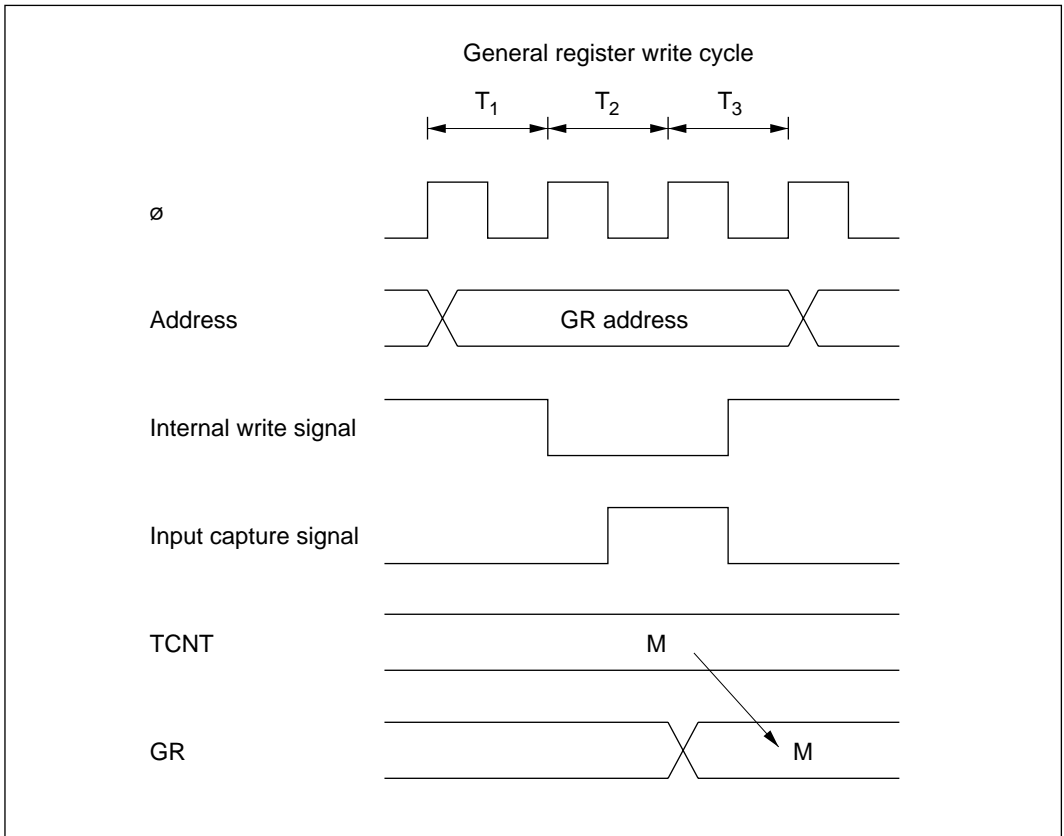 General register write cycle
T1 T2 T3
ø
Address GR address
Internal write signal
Input capture signal
TCNT M
GR M